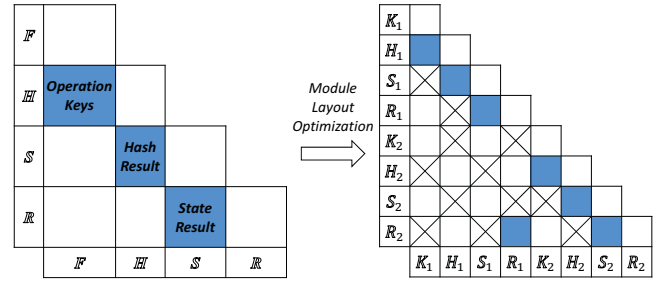 𝔽
ℍ
Operation
Keys
𝕊
Hash
Result
ℝ
State
Result
𝔽 ℍ 𝕊 ℝ
Module
Layout
Optimization
𝕂₁
ℍ₁
𝕊₁
ℝ₁
𝕂₂
ℍ₂
𝕊₂
ℝ₂
𝕂₁ ℍ₁ 𝕊₁ ℝ₁ 𝕂₂ ℍ₂ 𝕊₂ ℝ₂